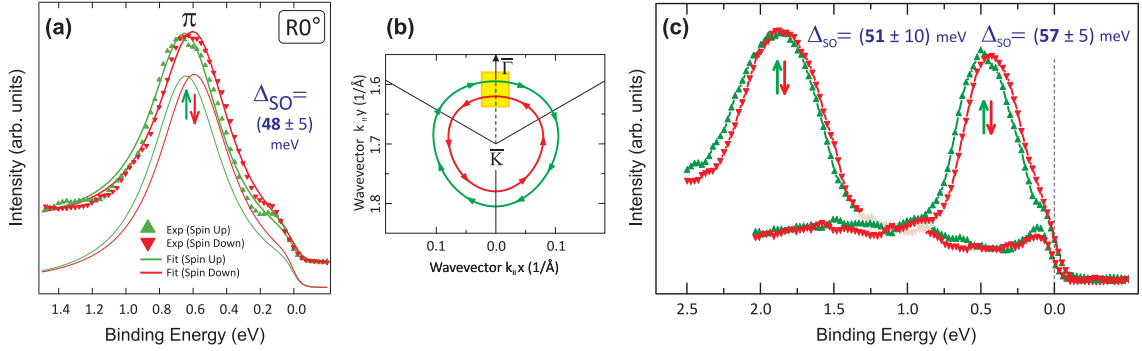 (a)
π
R0°
ΔSO=
(48 ± 5)
meV
Exp (Spin Up)
Exp (Spin Down)
Fit (Spin Up)
Fit (Spin Down)
Intensity (arb. units)
1.4 1.2 1.0 0.8 0.6 0.4 0.2 0.0
Binding Energy (eV)
(b)
Γ̅
K̅
1.6
1.7
1.8
Wavevector k॥ y (1/Å)
0.1 0.0 0.1
Wavevector k॥ x (1/Å)
(c)
ΔSO= (51 ± 10) meV ΔSO= (57 ± 5) meV
Intensity (arb. units)
2.5 2.0 1.5 1.0 0.5 0.0
Binding Energy (eV)